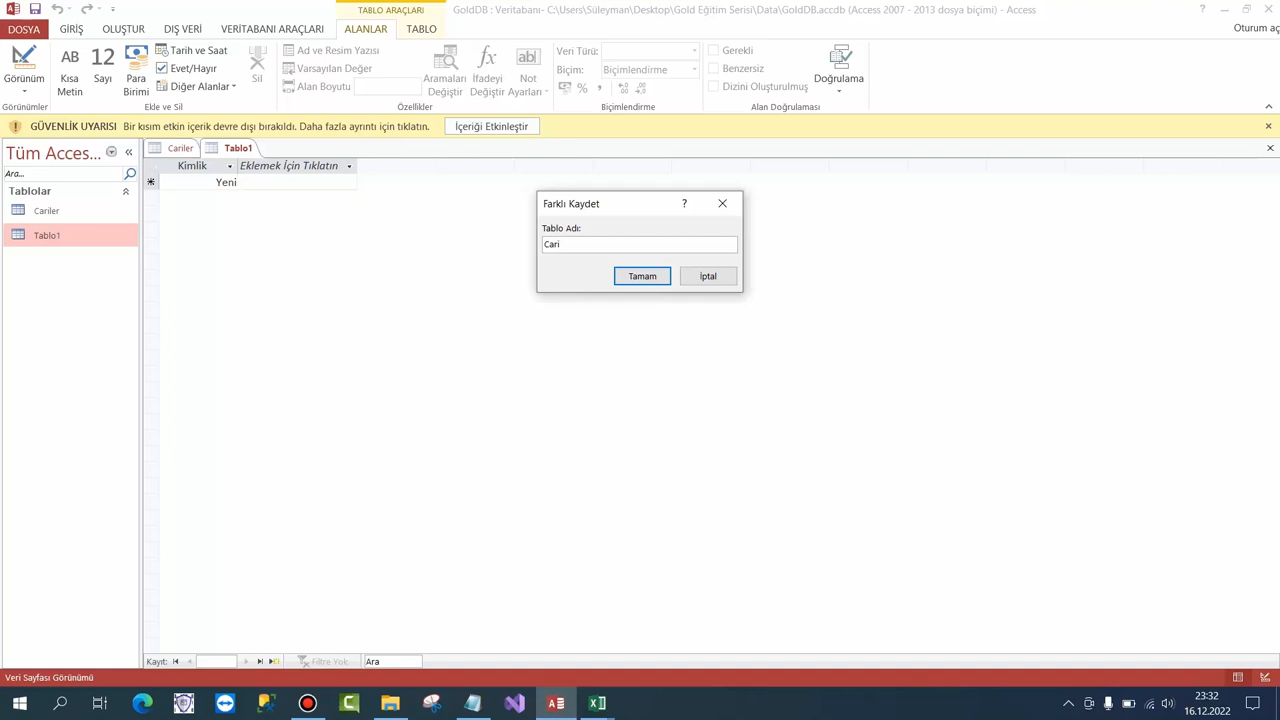 GoldDB : Veritabanı- C:\Users\Süleyman\Desktop\Gold Eğitim Serisi\Data\GoldDB.accdb (Access 2007 - 2013 dosya biçimi) - Access
TABLO ARAÇLARI
DOSYA GİRİŞ OLUŞTUR DIŞ VERİ VERİTABANI ARAÇLARI ALANLAR TABLO
Oturum aç
Görünüm
Görünümler
AB Kısa Metin
12 Sayı
Para Birimi
Tarih ve Saat
Evet/Hayır
Diğer Alanlar
Sil
Ekle ve Sil
Ad ve Resim Yazısı
Varsayılan Değer
Alan Boyutu
Aramaları Değiştir
fx İfadeyi Değiştir
ab Not Ayarları
Özellikler
Veri Türü:
Biçim: Biçimlendirme
% ,
Biçimlendirme
Gerekli
Benzersiz
Dizini Oluşturulmuş
Doğrulama
Alan Doğrulaması
GÜVENLİK UYARISI Bir kısım etkin içerik devre dışı bırakıldı. Daha fazla ayrıntı için tıklatın. İçeriği Etkinleştir
Tüm Acces...
Ara...
Tablolar
Cariler
Tablo1
Cariler Tablo1
Kimlik Eklemek İçin Tıklatın
Yeni
Farklı Kaydet ?
Tablo Adı:
Cari
Tamam İptal
Kayıt: Filtre Yok Ara
Veri Sayfası Görünümü
23:32
16.12.2022